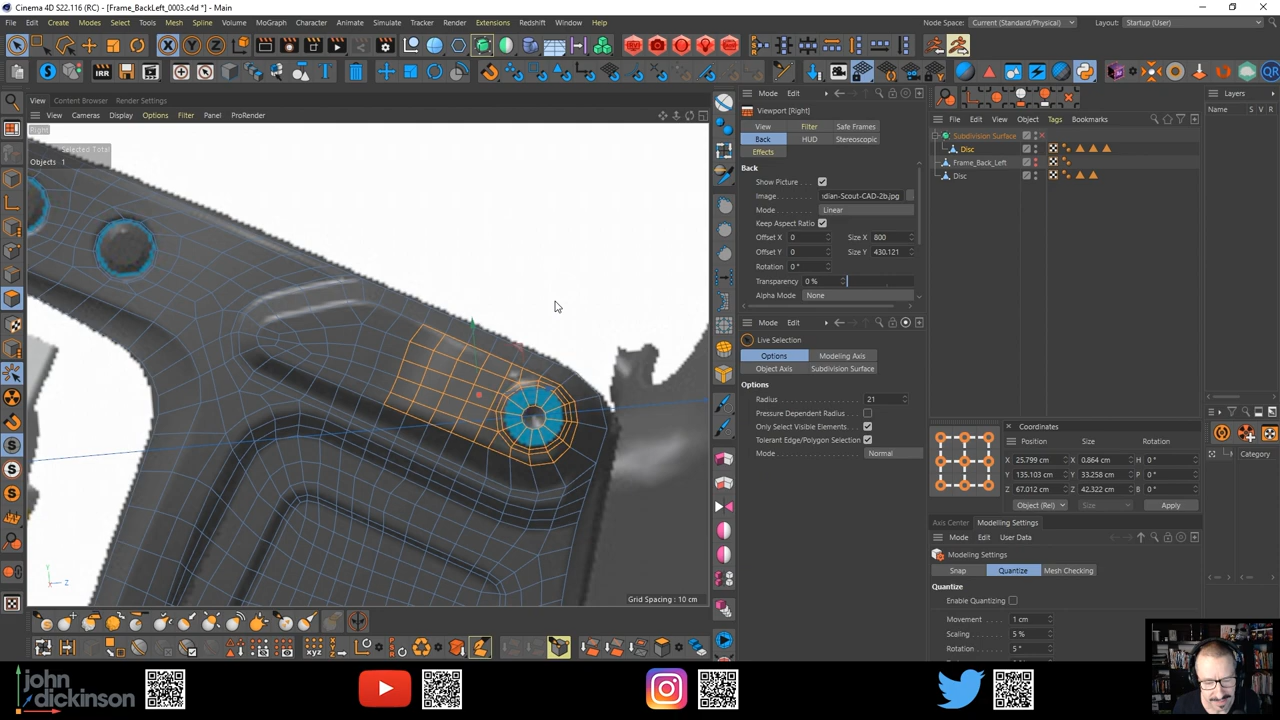 Cinema 4D S22.116 (RC) - [Frame_BackLeft_0003.c4d *] - Main
File Edit Create Modes Select Tools Mesh Spline Volume MoGraph Character Animate Simulate Tracker Render Extensions Redshift Window Help
Node Space: Current (Standard/Physical) Layout: Startup (User)
View Content Browser Render Settings
View Cameras Display Options Filter Panel ProRender
Right
Selected Total
Objects 1
Grid Spacing : 10 cm
Mode Edit
Viewport [Right]
View Filter Safe Frames
Back HUD Stereoscopic
Effects
Back
Show Picture
Image dian-Scout-CAD-2b.jpg
Mode Linear
Keep Aspect Ratio
Offset X 0 Size X 800
Offset Y 0 Size Y 430.121
Rotation 0 °
Transparency 0 %
Alpha Mode None
Mode Edit
Live Selection
Options Modeling Axis
Object Axis Subdivision Surface
Options
Radius 21
Pressure Dependent Radius
Only Select Visible Elements
Tolerant Edge/Polygon Selection
Mode Normal
File Edit View Object Tags Bookmarks
Subdivision Surface
Disc
Frame_Back_Left
Disc
Layers
Name S V R
Category
Coordinates
Position Size Rotation
X 25.799 cm X 0.864 cm H 0 °
Y 135.103 cm Y 33.258 cm P 0 °
Z 67.012 cm Z 42.322 cm B 0 °
Object (Rel) Size Apply
Axis Center Modeling Settings
Mode Edit User Data
Modeling Settings
Snap Quantize Mesh Checking
Quantize
Enable Quantizing
Movement 1 cm
Scaling 5 %
Rotation 5 °
john
dickinson